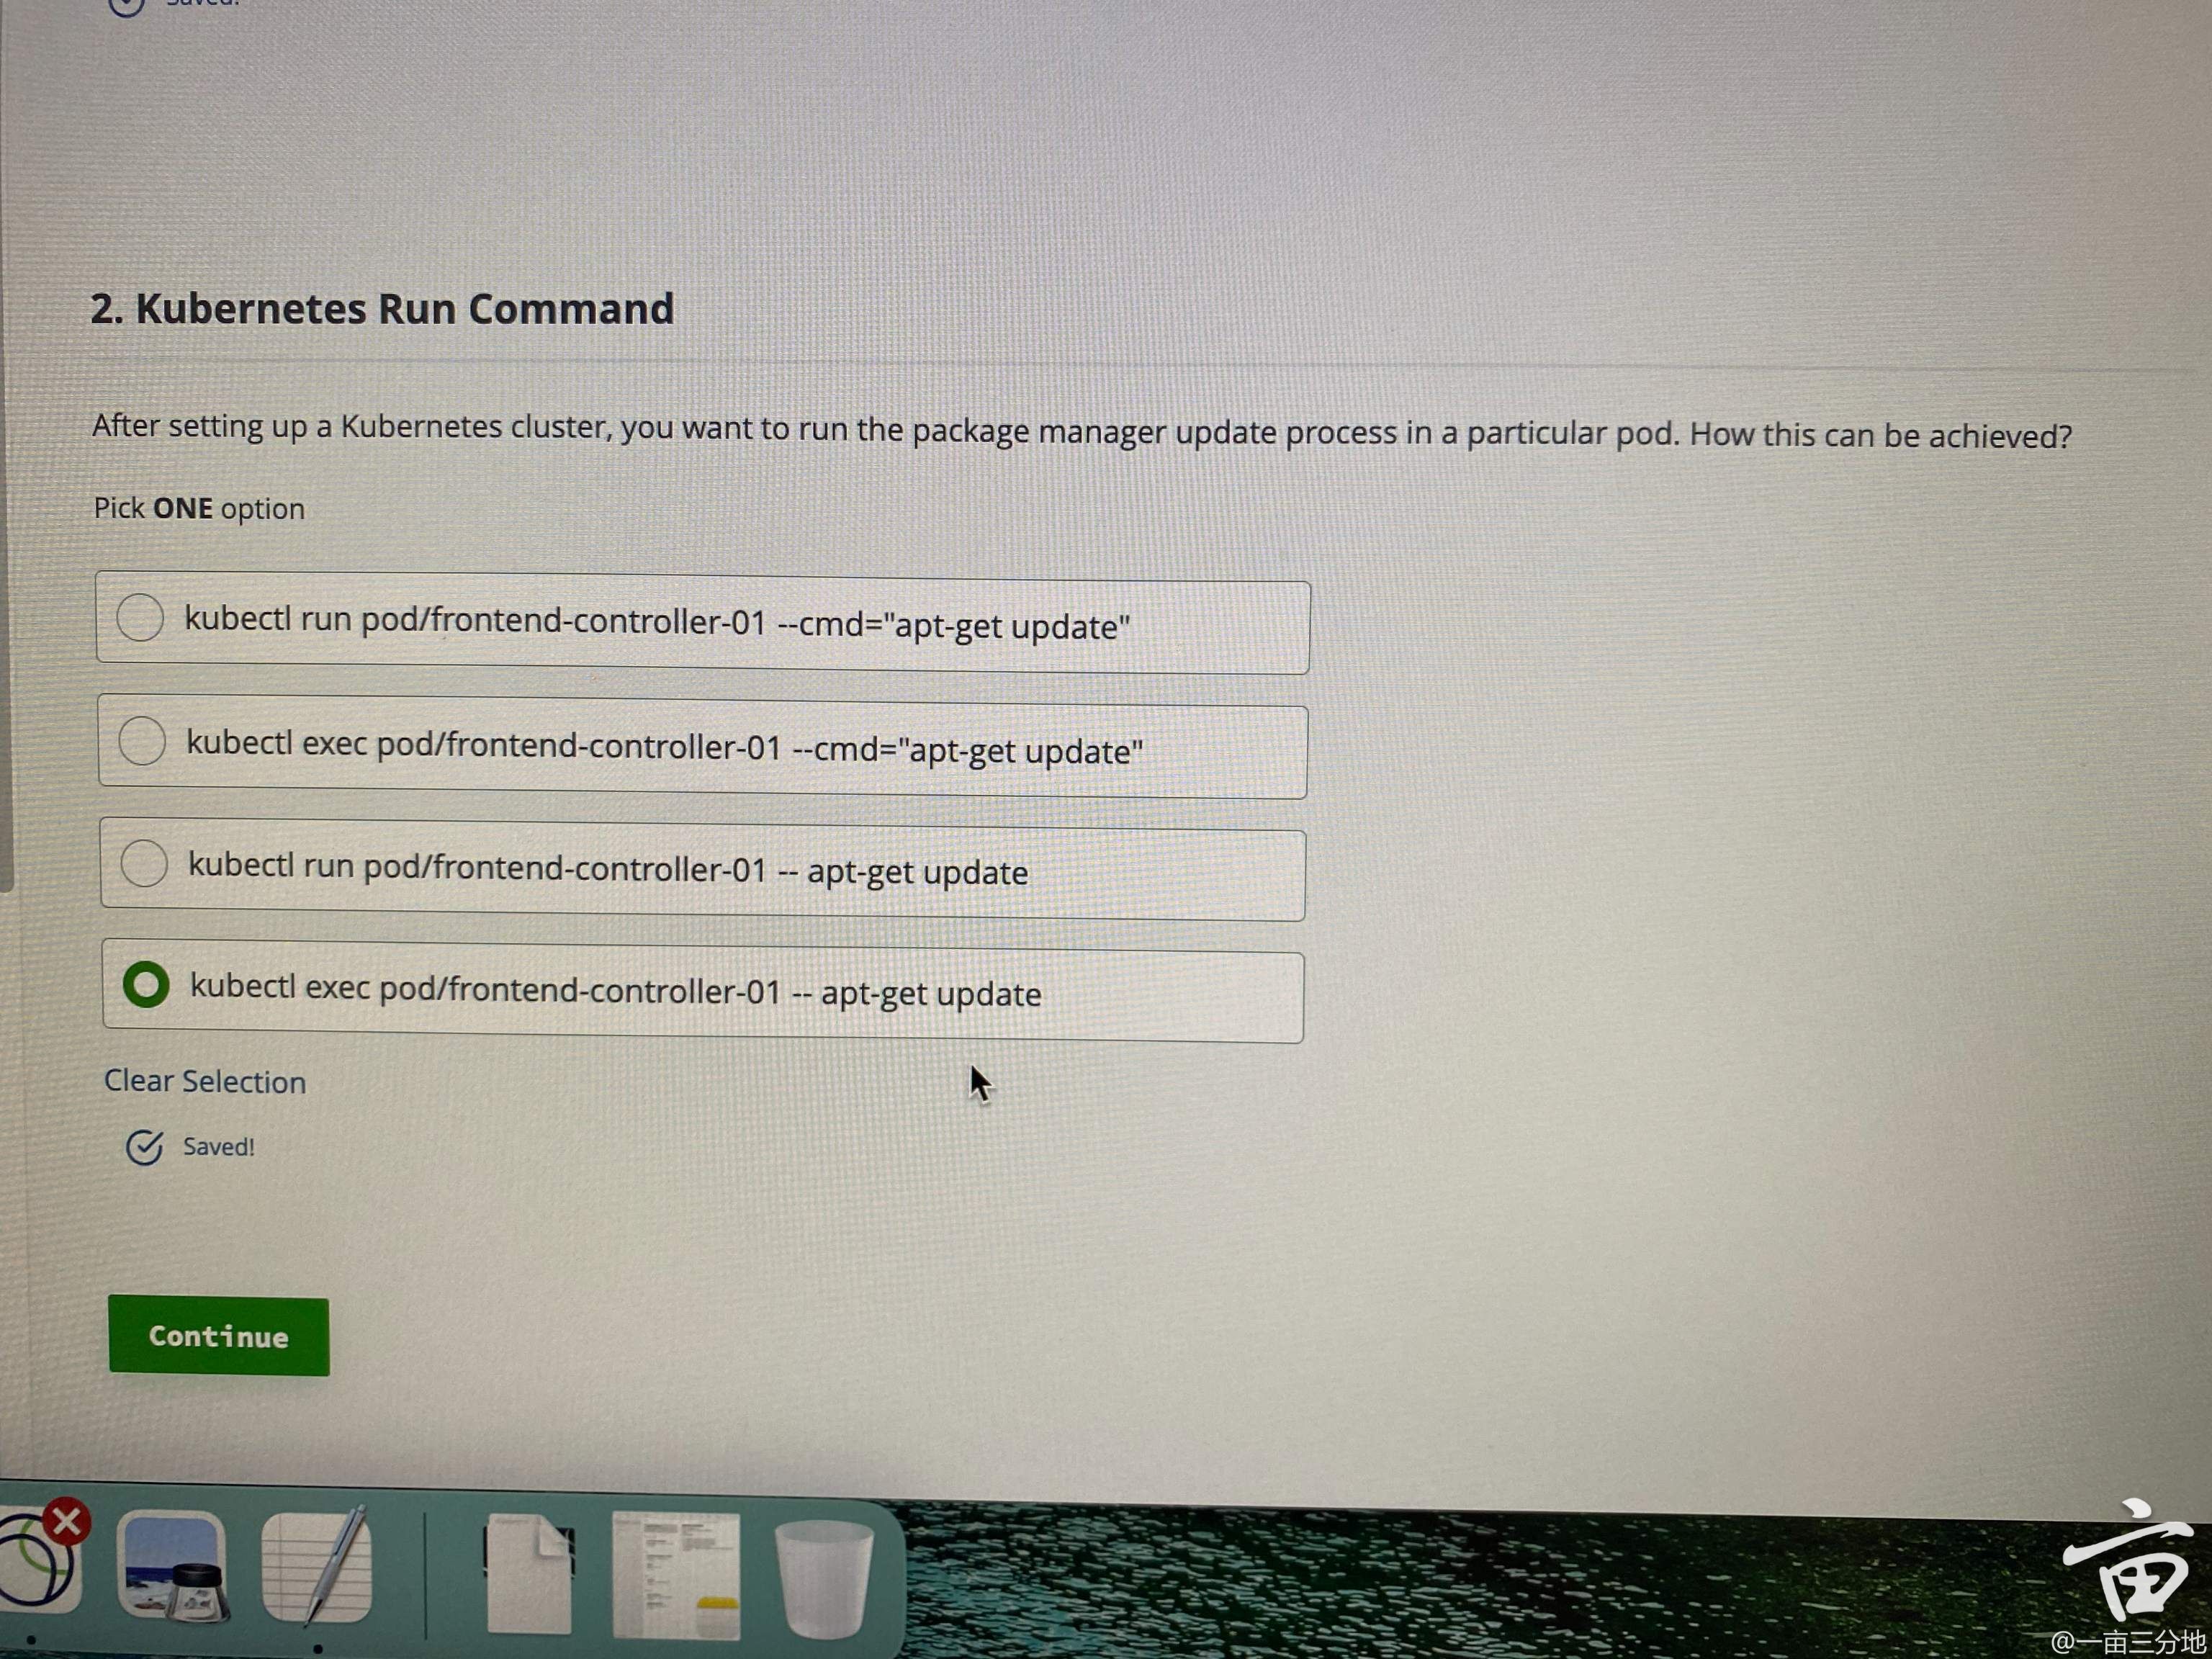 Saved!
2. Kubernetes Run Command
After setting up a Kubernetes cluster, you want to run the package manager update process in a particular pod. How this can be achieved?
Pick ONE option
kubectl run pod/frontend-controller-01 --cmd="apt-get update"
kubectl exec pod/frontend-controller-01 --cmd="apt-get update"
kubectl run pod/frontend-controller-01 -- apt-get update
kubectl exec pod/frontend-controller-01 -- apt-get update
Clear Selection
Saved!
Continue
亩
@一亩三分地